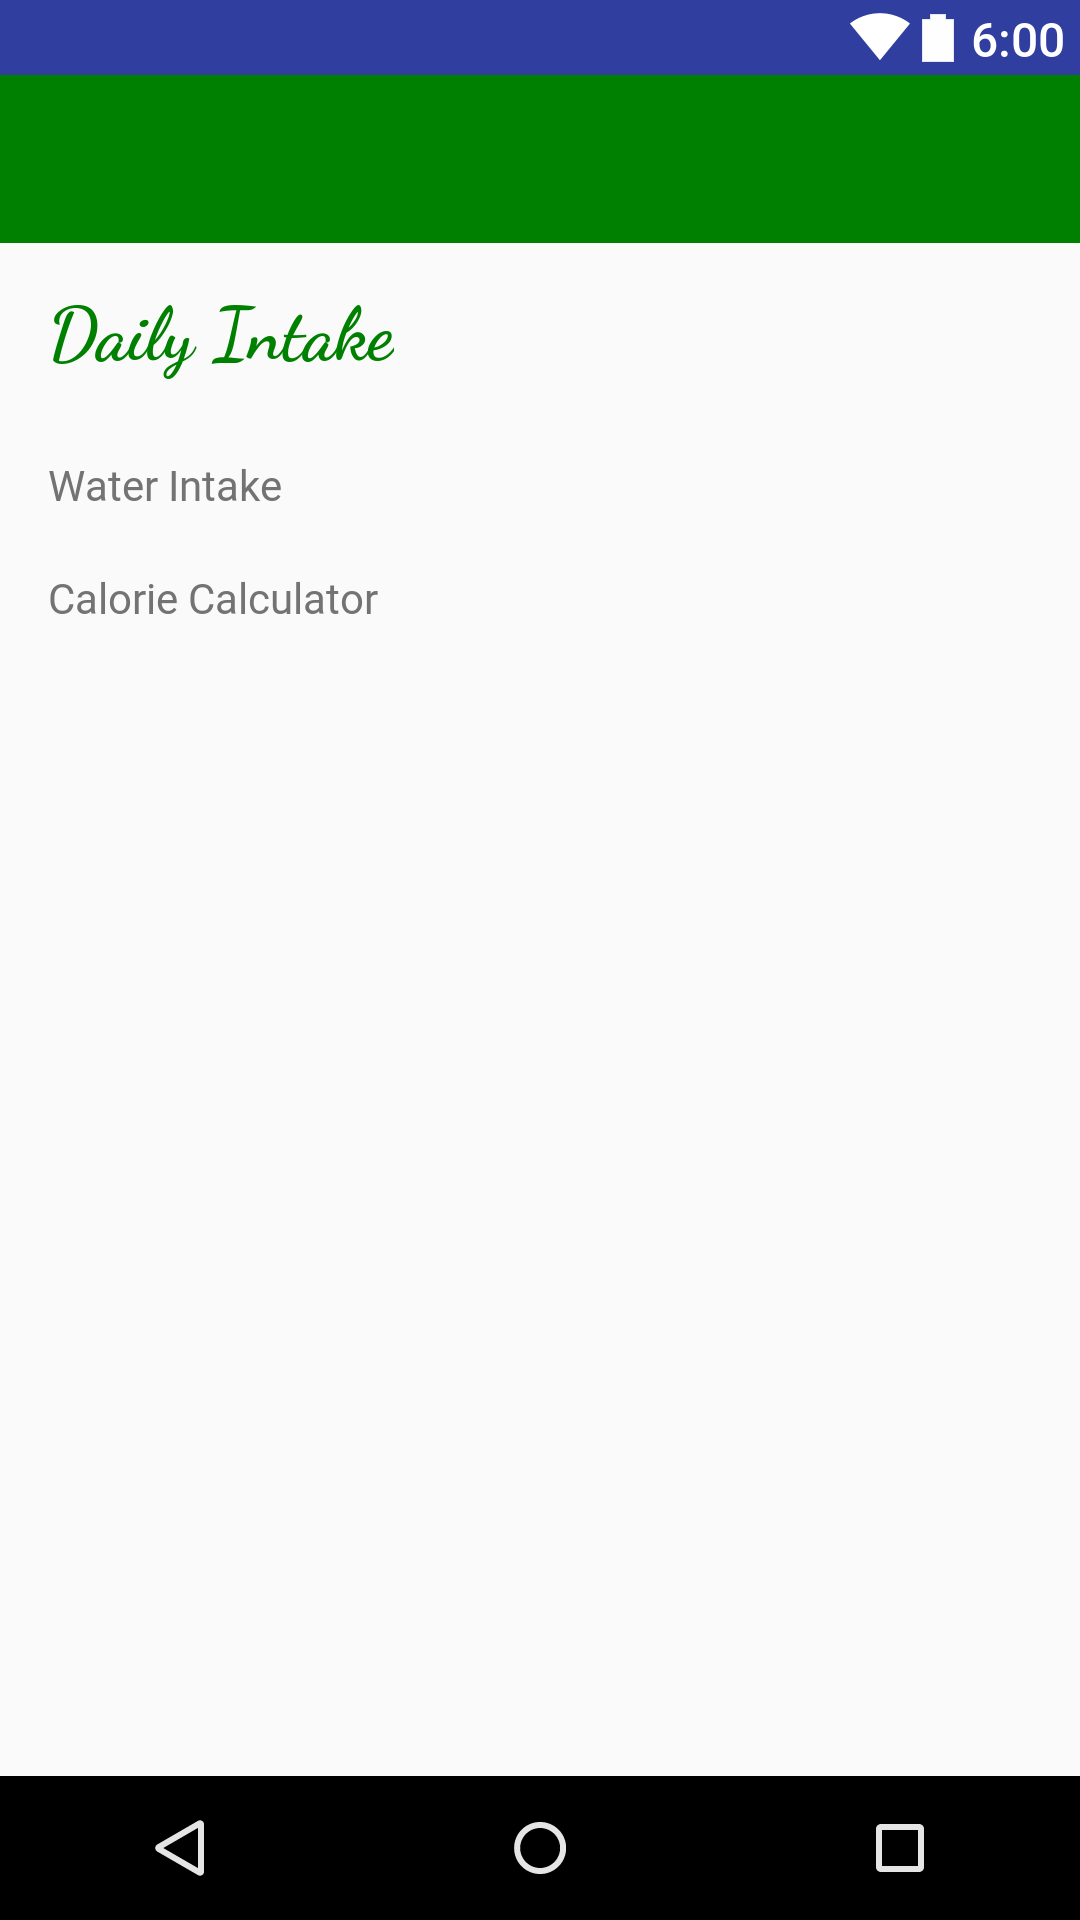 6:00
Daily Intake
Water Intake
Calorie Calculator